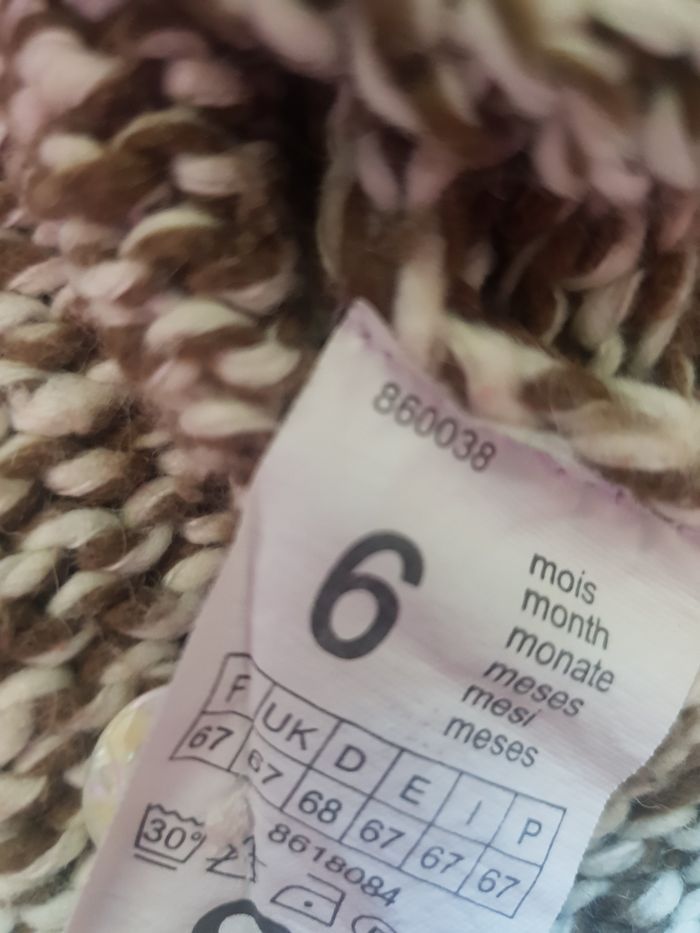 860038
6
mois
month
monate
meses
mesi
meses
F UK D E I P
67 67 68 67 67 67
8618084
30°